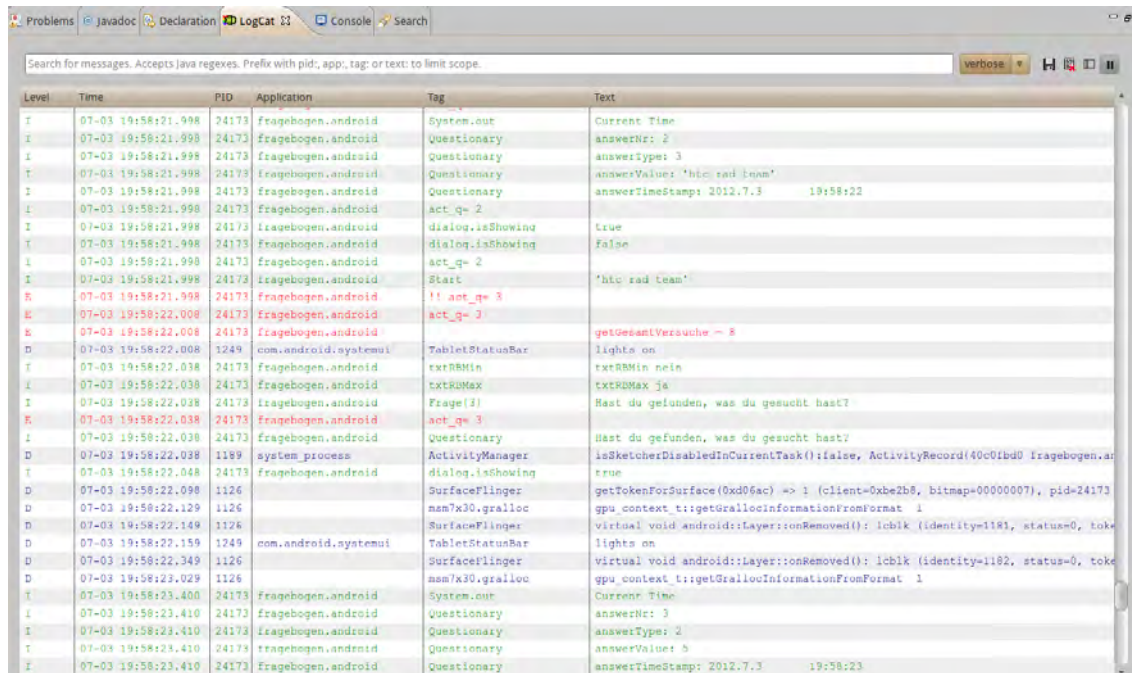 Problems @ Javadoc Declaration LogCat Console Search
Search for messages. Accepts Java regexes. Prefix with pid:, app:, tag: or text: to limit scope. verbose
Level Time PID Application Tag Text
I 07-03 19:58:21.998 24173 fragebogen.android System.out Current Time
I 07-03 19:58:21.998 24173 fragebogen.android Questionary answerNr: 2
I 07-03 19:58:21.998 24173 fragebogen.android Questionary answerType: 3
I 07-03 19:58:21.998 24173 fragebogen.android Questionary answerValue: 'htc rad team'
I 07-03 19:58:21.998 24173 fragebogen.android Questionary answerTimeStamp: 2012.7.3 19:58:22
I 07-03 19:58:21.998 24173 fragebogen.android act_q= 2
I 07-03 19:58:21.998 24173 fragebogen.android dialog.isShowing true
I 07-03 19:58:21.998 24173 fragebogen.android dialog.isShowing false
I 07-03 19:58:21.998 24173 fragebogen.android act_q= 2
I 07-03 19:58:21.998 24173 fragebogen.android Start 'htc rad team'
E 07-03 19:58:21.998 24173 fragebogen.android !! act_q= 3
E 07-03 19:58:22.008 24173 fragebogen.android act_q= 3
E 07-03 19:58:22.008 24173 fragebogen.android getGesamtVersuche = 8
D 07-03 19:58:22.008 1249 com.android.systemui TabletStatusBar lights on
I 07-03 19:58:22.038 24173 fragebogen.android txtRBMin txtRBMin nein
I 07-03 19:58:22.038 24173 fragebogen.android txtRBMax txtRBMax ja
I 07-03 19:58:22.038 24173 fragebogen.android Frage[3] Hast du gefunden, was du gesucht hast?
E 07-03 19:58:22.038 24173 fragebogen.android act_q= 3
I 07-03 19:58:22.038 24173 fragebogen.android Questionary Hast du gefunden, was du gesucht hast?
D 07-03 19:58:22.038 1189 system_process ActivityManager isSketcherDisabledInCurrentTask():false, ActivityRecord(40c0fbd0 fragebogen.an
I 07-03 19:58:22.048 24173 fragebogen.android dialog.isShowing true
D 07-03 19:58:22.098 1126 SurfaceFlinger getTokenForSurface(0xd06ac) => 1 (client=0xbe2b8, bitmap=00000007), pid=24173
D 07-03 19:58:22.129 1126 msm7x30.gralloc gpu_context_t::getGrallocInformationFromFormat 1
D 07-03 19:58:22.149 1126 SurfaceFlinger virtual void android::Layer::onRemoved(): lcblk (identity=1181, status=0, toke
D 07-03 19:58:22.159 1249 com.android.systemui TabletStatusBar lights on
D 07-03 19:58:22.349 1126 SurfaceFlinger virtual void android::Layer::onRemoved(): lcblk (identity=1182, status=0, toke
D 07-03 19:58:23.029 1126 msm7x30.gralloc gpu_context_t::getGrallocInformationFromFormat 1
I 07-03 19:58:23.400 24173 fragebogen.android System.out Current Time
I 07-03 19:58:23.410 24173 fragebogen.android Questionary answerNr: 3
I 07-03 19:58:23.410 24173 fragebogen.android Questionary answerType: 2
I 07-03 19:58:23.410 24173 fragebogen.android Questionary answerValue: 5
I 07-03 19:58:23.410 24173 fragebogen.android Questionary answerTimeStamp: 2012.7.3 19:58:23